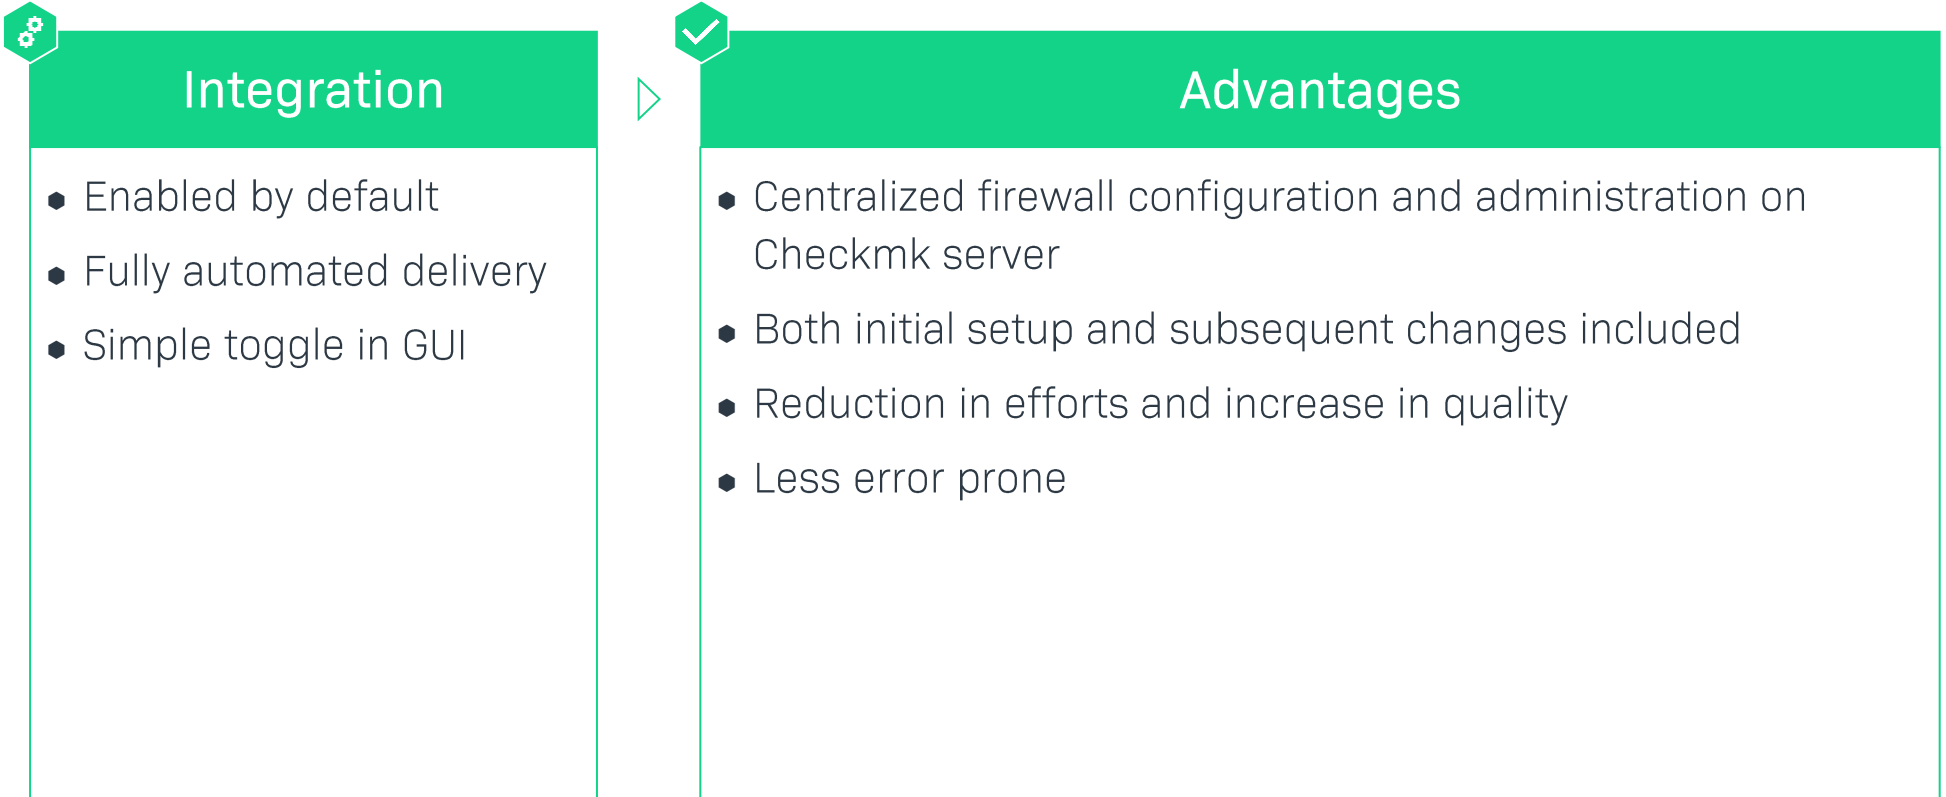 Integration
Enabled by default
Fully automated delivery
Simple toggle in GUI
Advantages
Centralized firewall configuration and administration on
Checkmk server
Both initial setup and subsequent changes included
Reduction in efforts and increase in quality
Less error prone